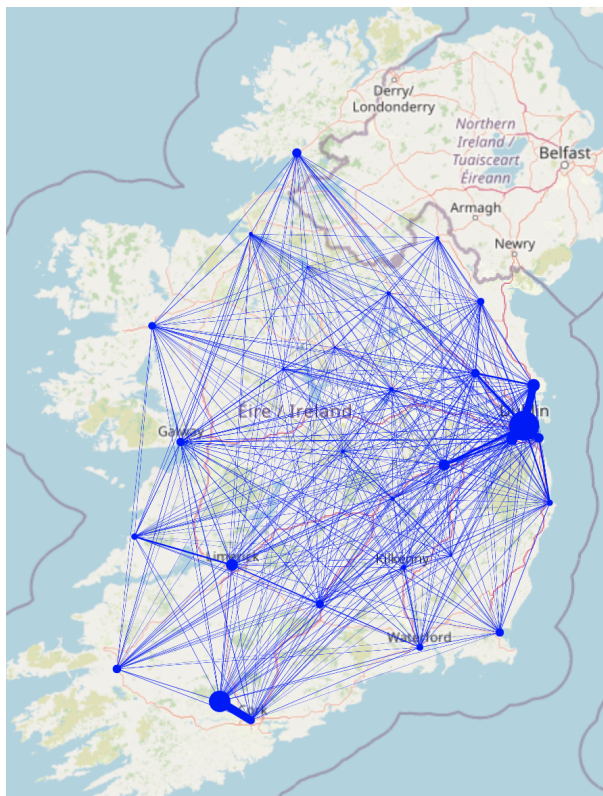 Derry/
Londonderry
Northern
Ireland /
Tuaisceart
Éireann
Belfast
Armagh
Newry
Éire / Ireland
Galway
Limerick
Kilkenny
Waterford